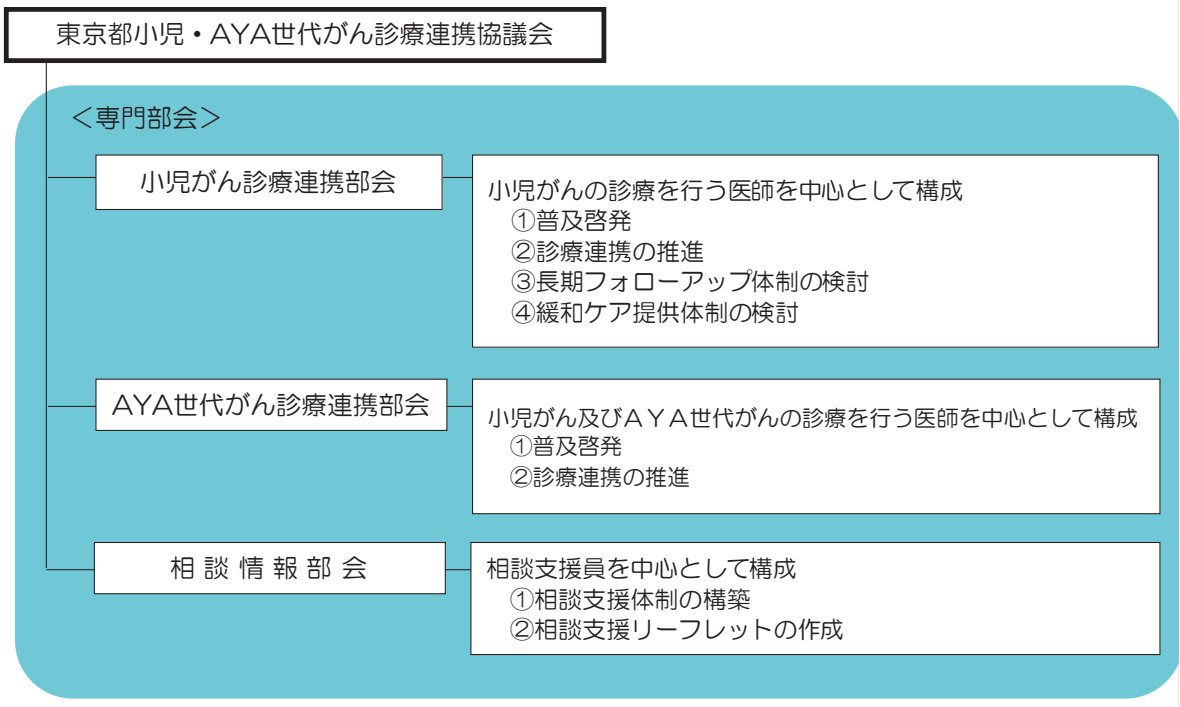 東京都小児・AYA世代がん診療連携協議会
＜専門部会＞
小児がん診療連携部会
小児がんの診療を行う医師を中心として構成
①普及啓発
②診療連携の推進
③長期フォローアップ体制の検討
④緩和ケア提供体制の検討
AYA世代がん診療連携部会
小児がん及びＡＹＡ世代がんの診療を行う医師を中心として構成
①普及啓発
②診療連携の推進
相 談 情 報 部 会
相談支援員を中心として構成
①相談支援体制の構築
②相談支援リーフレットの作成